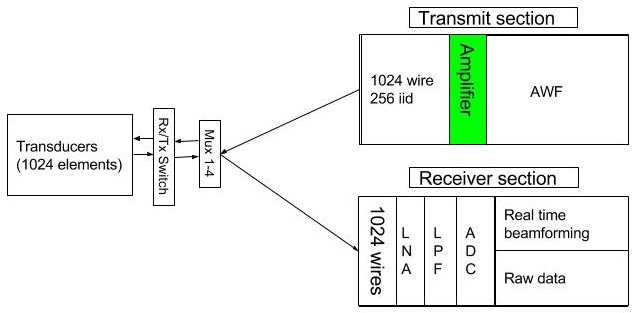 Transmit section
1024 wire
256 iid
Amplifier
AWF
Transducers
(1024 elements)
Rx/Tx Switch
Mux 1-4
Receiver section
1024 wires
LNA
LPF
ADC
Real time
beamforming
Raw data